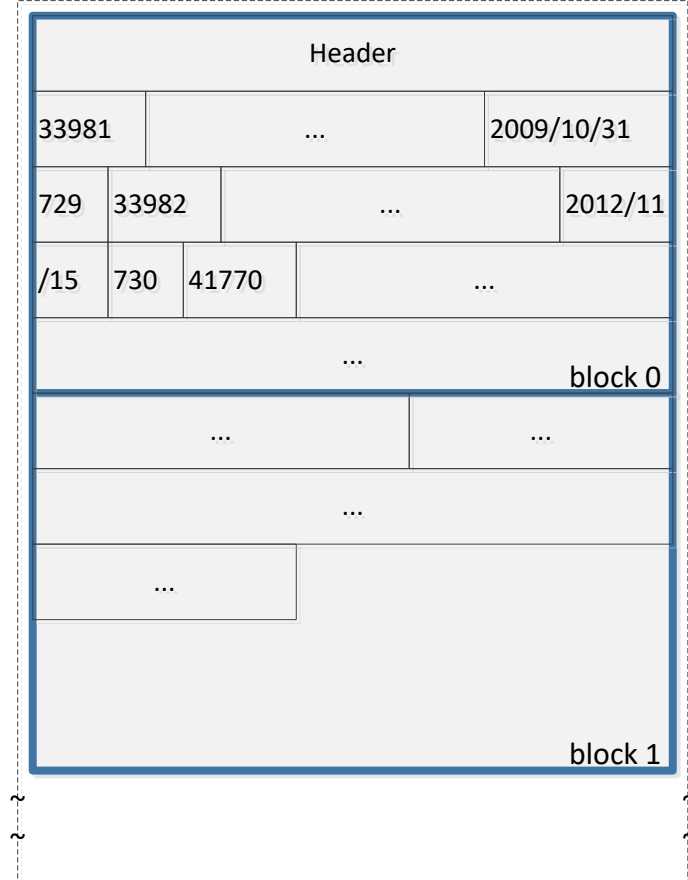 Header
33981 ... 2009/10/31
729 33982 ... 2012/11
/15 730 41770 ...
...
block 0
... ...
...
...
block 1
~ ~
~ ~